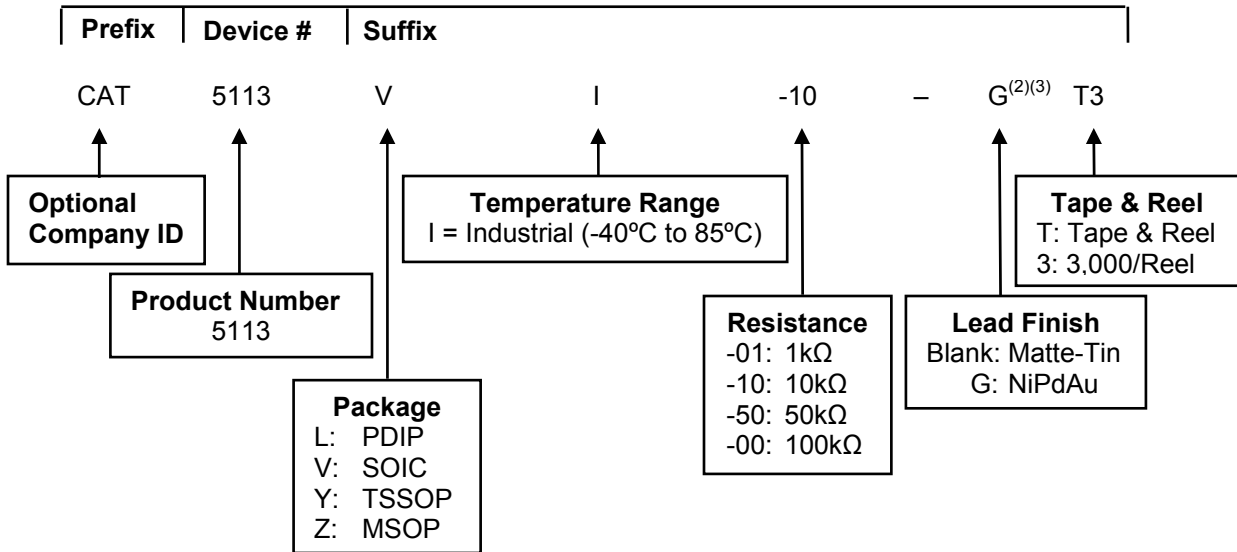 Prefix Device # Suffix
CAT 5113 V I -10 – G(2)(3) T3
Optional
Company ID
Product Number
5113
Package
L: PDIP
V: SOIC
Y: TSSOP
Z: MSOP
Temperature Range
I = Industrial (-40ºC to 85ºC)
Resistance
-01: 1kΩ
-10: 10kΩ
-50: 50kΩ
-00: 100kΩ
Lead Finish
Blank: Matte-Tin
G: NiPdAu
Tape & Reel
T: Tape & Reel
3: 3,000/Reel